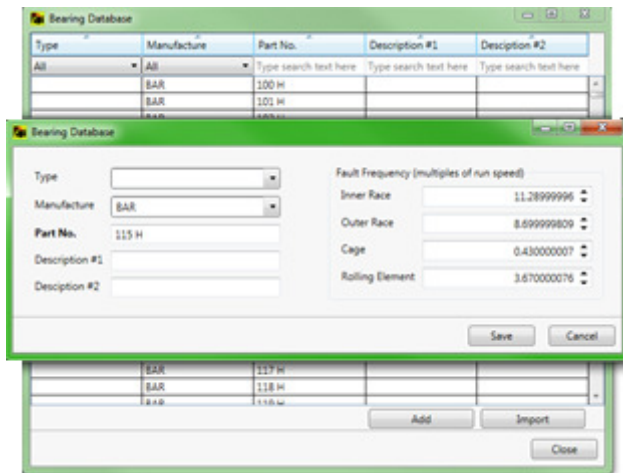 Bearing Database
Type Manufacture Part No. Description #1 Desciption #2
All All Type search text here Type search text here Type search text here
BAR 100 H
BAR 101 H
Bearing Database
Type
Manufacture BAR
Part No. 115 H
Description #1
Desciption #2
Fault Frequency (multiples of run speed)
Inner Race 11.28999996
Outer Race 8.699999809
Cage 0.430000007
Rolling Element 3.670000076
Save Cancel
BAR 117 H
BAR 118 H
Add Import
Close